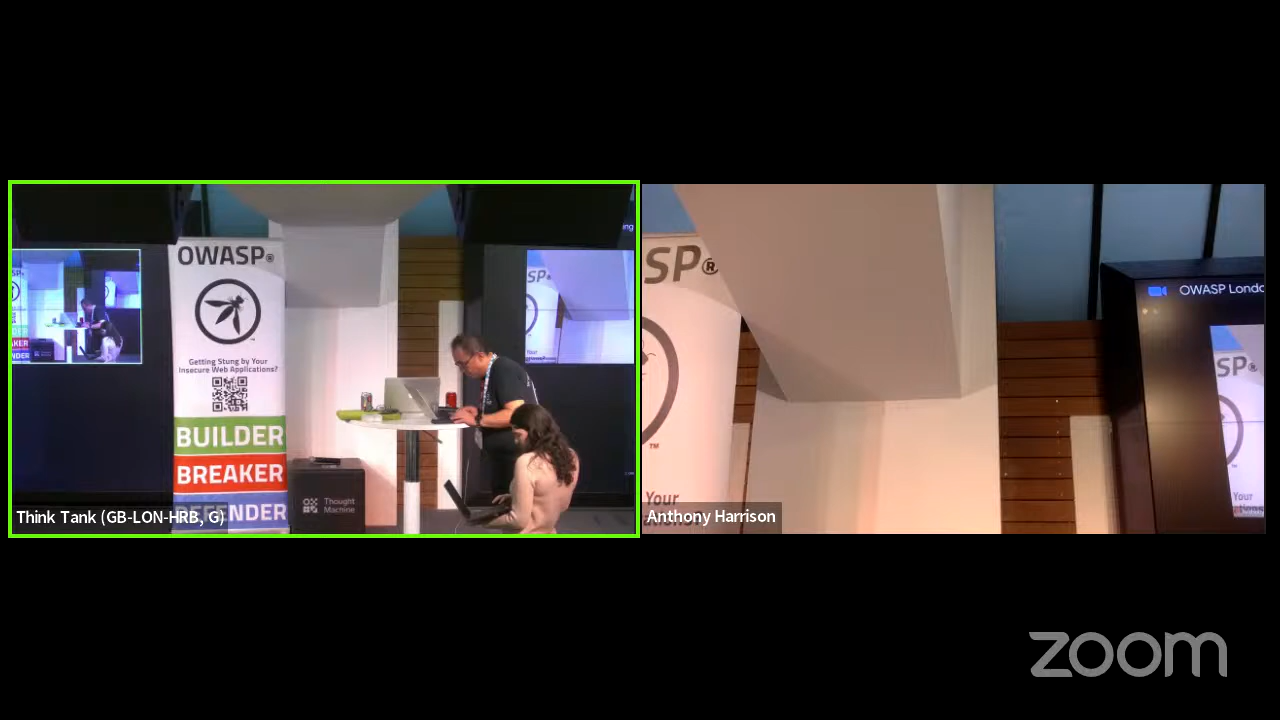 OWASP®
Getting Stung by Your
Insecure Web Applications?
BUILDER
BREAKER
DEFENDER
Thought
Machine
Think Tank (GB-LON-HRB, G)
SP®
Your
™
Anthony Harrison
OWASP Londo
SP®
Your
zoom